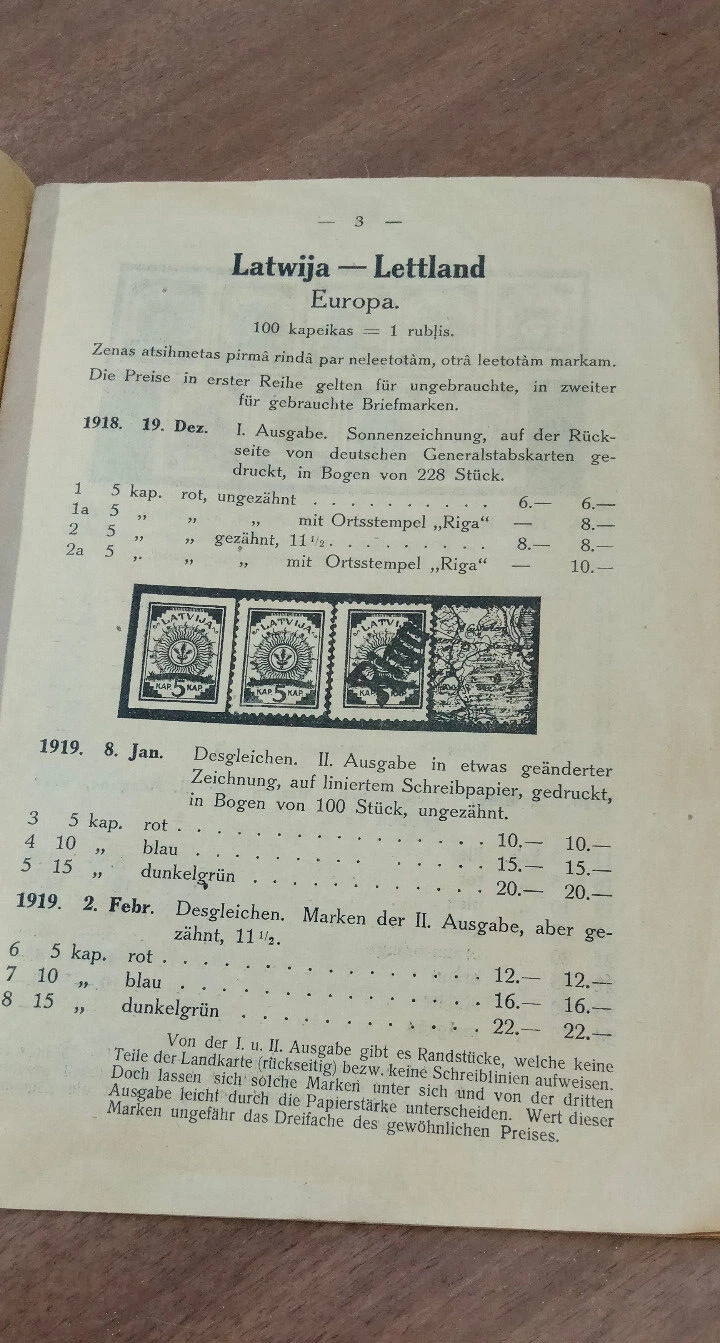 — 3 —
Latwija — Lettland
Europa.
100 kapeikas = 1 rubļis.
Zenas atsihmetas pirmâ rindâ par neleetotàm, otrâ leetotàm markam.
Die Preise in erster Reihe gelten für ungebrauchte, in zweiter
für gebrauchte Briefmarken.
1918. 19. Dez. I. Ausgabe. Sonnenzeichnung, auf der Rück-
seite von deutschen Generalstabskarten ge-
druckt, in Bogen von 228 Stück.
1 5 kap. rot, ungezähnt . . . . . . . . . . 6.— 6.—
1a 5 „ „ „ mit Ortsstempel „Riga“ — 8.—
2 5 „ „ gezähnt, 11 1/2 . . . . . . . . 8.— 8.—
2a 5 „ „ „ mit Ortsstempel „Riga“ — 10.—
LATVIJA LATVIJA LATVIJA
KAP. 5 KAP. KAP. 5 KAP. KAP. KAP.
1919. 8. Jan. Desgleichen. II. Ausgabe in etwas geänderter
Zeichnung, auf liniertem Schreibpapier, gedruckt,
in Bogen von 100 Stück, ungezähnt.
3 5 kap. rot . . . . . . . . . . . . . 10.— 10.—
4 10 „ blau . . . . . . . . . . . . . 15.— 15.—
5 15 „ dunkelgrün . . . . . . . . . . . 20.— 20.—
1919. 2. Febr. Desgleichen. Marken der II. Ausgabe, aber ge-
zähnt, 11 1/2.
6 5 kap. rot . . . . . . . . . . . . . 12.— 12.—
7 10 „ blau . . . . . . . . . . . . . 16.— 16.—
8 15 „ dunkelgrün . . . . . . . . . . . 22.— 22.—
Von der I. u. II. Ausgabe gibt es Randstücke, welche keine
Teile der Landkarte (rückseitig) bezw. keine Schreiblinien aufweisen.
Doch lassen sich solche Marken unter sich und von der dritten
Ausgabe leicht durch die Papierstärke unterscheiden. Wert dieser
Marken ungefähr das Dreifache des gewöhnlichen Preises.